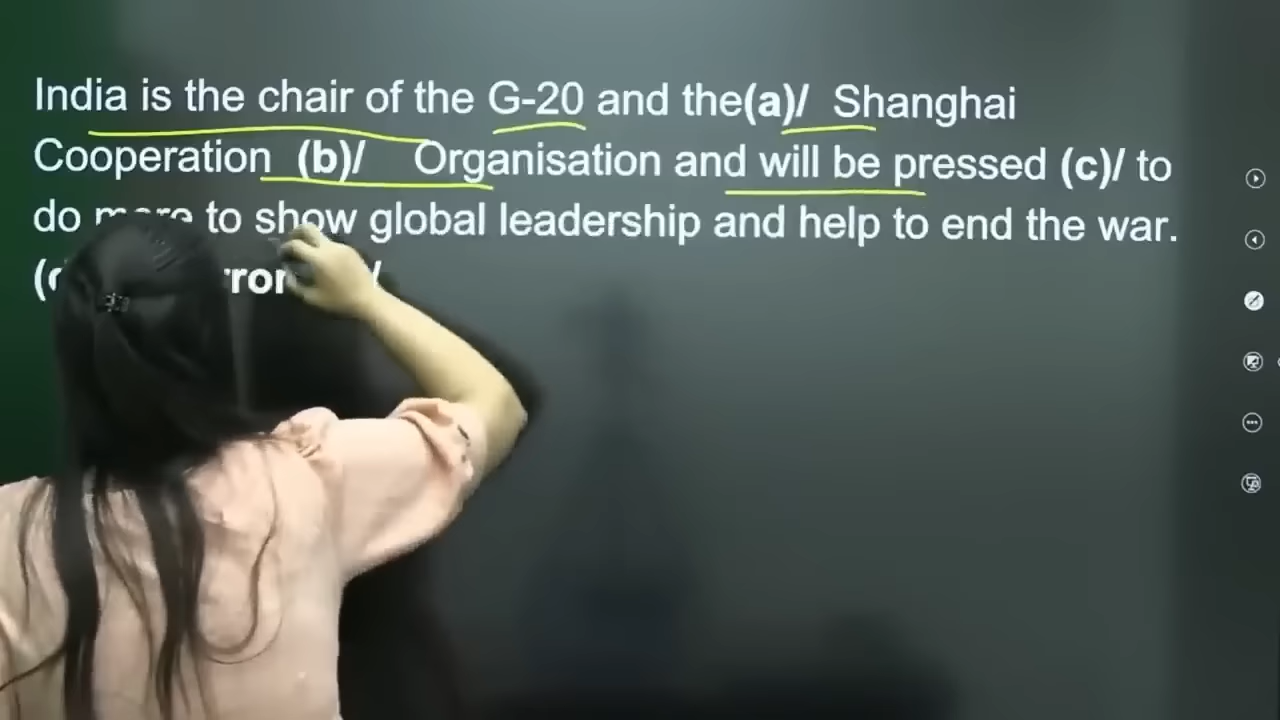 India is the chair of the G-20 and the(a)/ Shanghai
Cooperation (b)/ Organisation and will be pressed (c)/ to
do more to show global leadership and help to end the war.